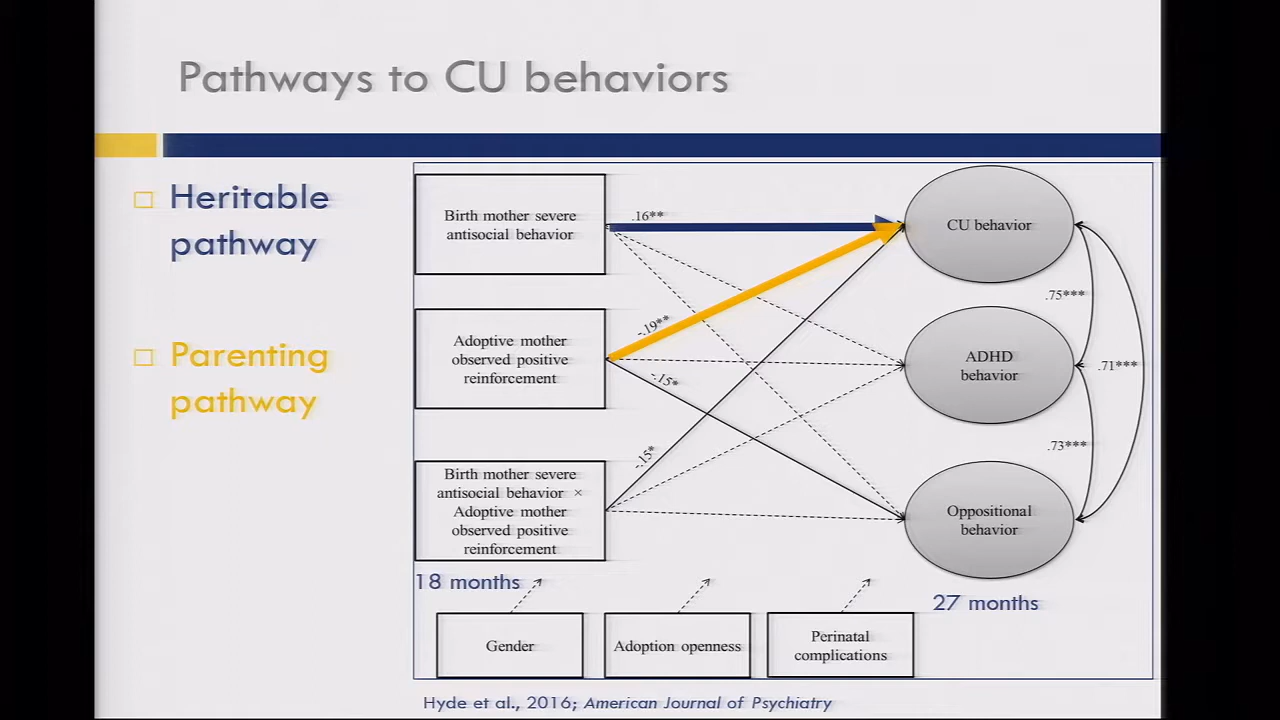 Pathways to CU behaviors
Heritable
pathway
Parenting
pathway
Birth mother severe
antisocial behavior
Adoptive mother
observed positive
reinforcement
Birth mother severe
antisocial behavior ×
Adoptive mother
observed positive
reinforcement
18 months
.16**
-.19**
-.15*
-.15*
CU behavior
ADHD
behavior
Oppositional
behavior
.75***
.71***
.73***
27 months
Gender
Adoption openness
Perinatal
complications
Hyde et al., 2016; American Journal of Psychiatry